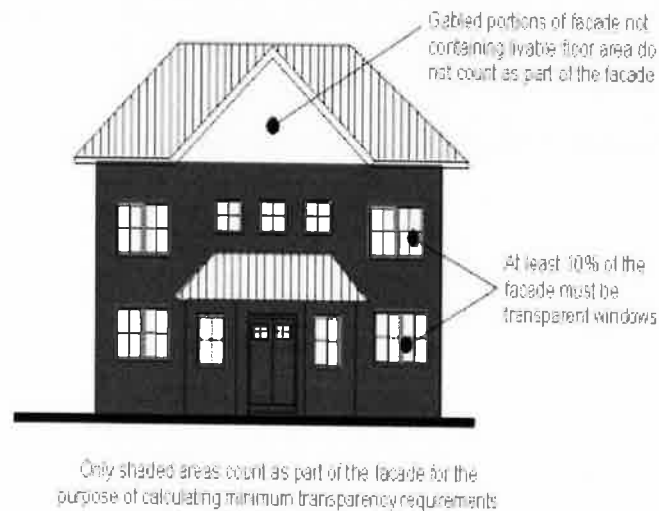 Gabled portions of facade not
containing livable floor area do
not count as part of the facade
At least 10% of the
facade must be
transparent windows
Only shaded areas count as part of the facade for the
purpose of calculating minimum transparency requirements